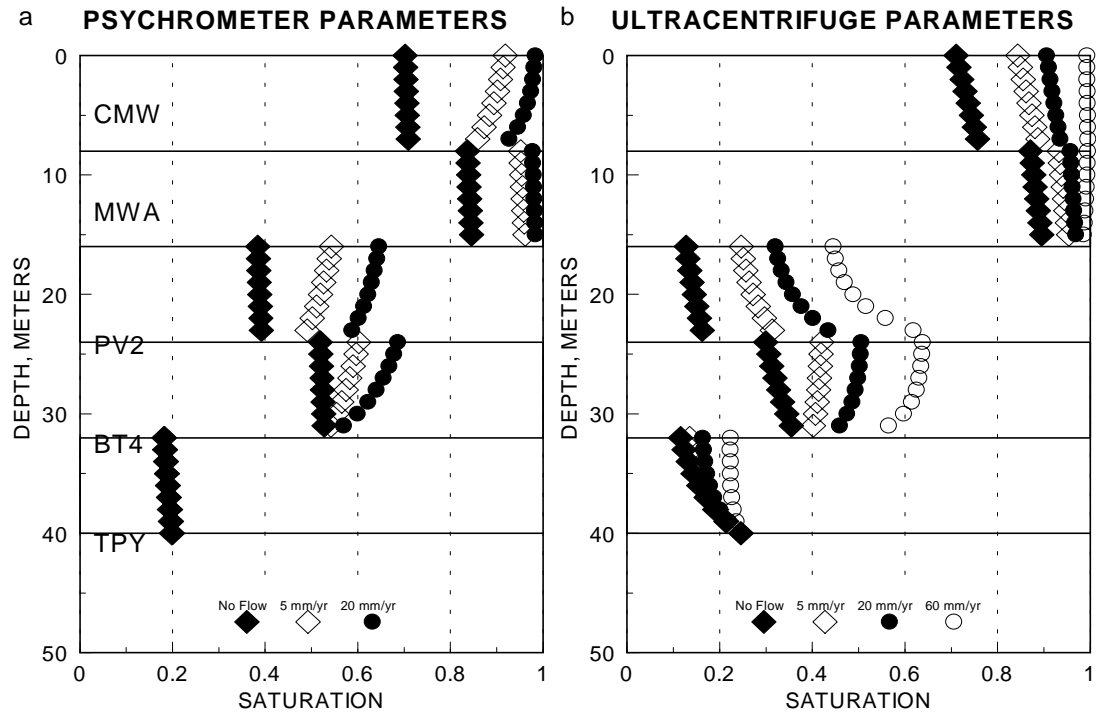 a PSYCHROMETER PARAMETERS
0
10
20
30
40
50
DEPTH, METERS
CMW
MWA
PV2
BT4
TPY
No Flow 5 mm/yr 20 mm/yr
0 0.2 0.4 0.6 0.8 1
SATURATION
b ULTRACENTRIFUGE PARAMETERS
0
10
20
30
40
50
DEPTH, METERS
No Flow 5 mm/yr 20 mm/yr 60 mm/yr
0 0.2 0.4 0.6 0.8 1
SATURATION